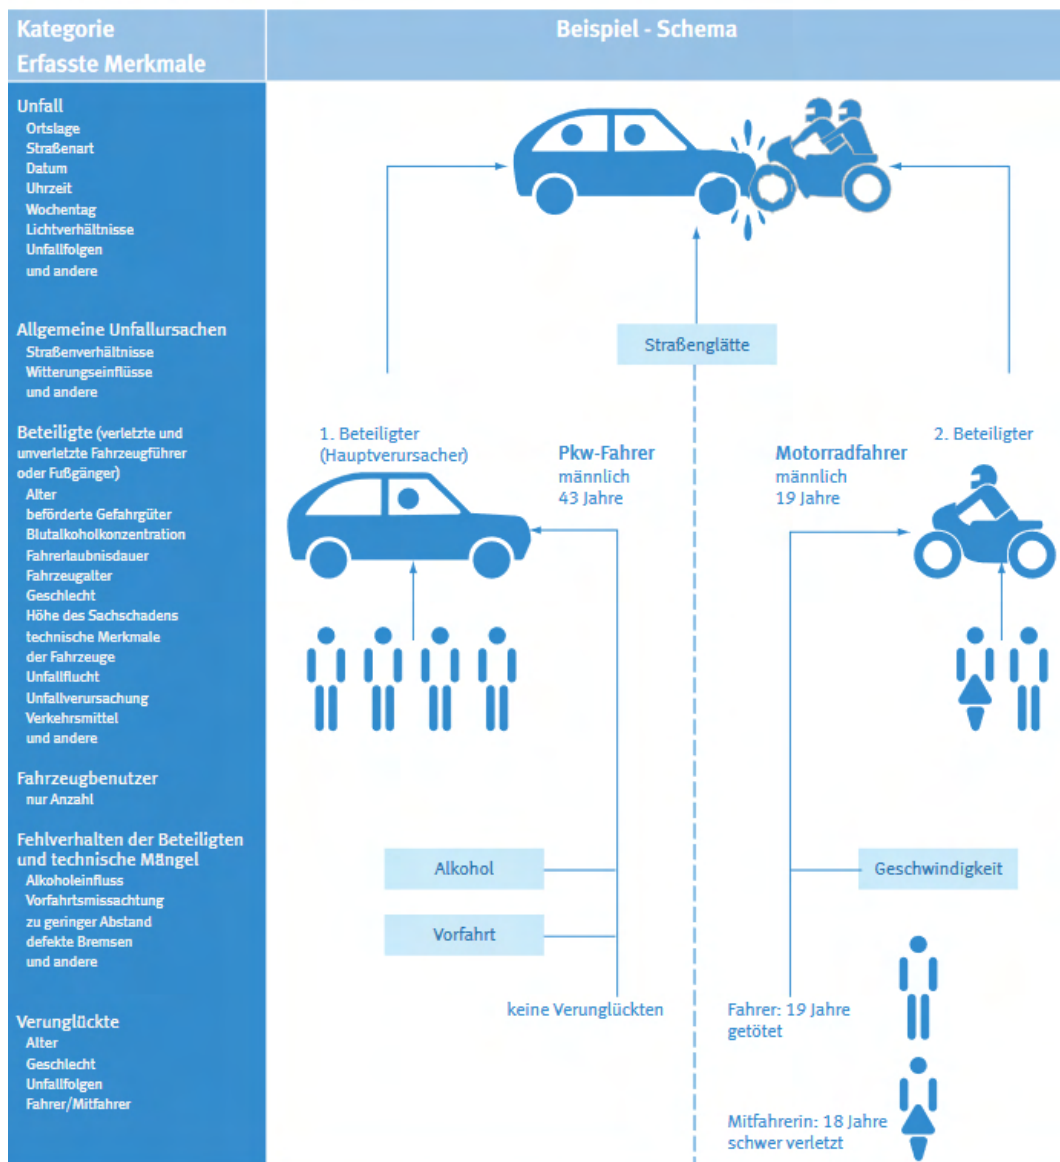 Kategorie
Erfasste Merkmale
Beispiel - Schema
Unfall
Ortslage
Straßenart
Datum
Uhrzeit
Wochentag
Lichtverhältnisse
Unfallfolgen
und andere
Allgemeine Unfallursachen
Straßenverhältnisse
Witterungseinflüsse
und andere
Straßenglätte
Beteiligte (verletzte und
unverletzte Fahrzeugführer
oder Fußgänger)
Alter
beförderte Gefahrgüter
Blutalkoholkonzentration
Fahrerlaubnisdauer
Fahrzeugalter
Geschlecht
Höhe des Sachschadens
technische Merkmale
der Fahrzeuge
Unfallflucht
Unfallverursachung
Verkehrsmittel
und andere
1. Beteiligter
(Hauptverursacher)
Pkw-Fahrer
männlich
43 Jahre
Motorradfahrer
männlich
19 Jahre
2. Beteiligter
Fahrzeugbenutzer
nur Anzahl
Fehlverhalten der Beteiligten
und technische Mängel
Alkoholeinfluss
Vorfahrtsmissachtung
zu geringer Abstand
defekte Bremsen
und andere
Alkohol
Vorfahrt
Geschwindigkeit
Verunglückte
Alter
Geschlecht
Unfallfolgen
Fahrer/Mitfahrer
keine Verunglückten
Fahrer: 19 Jahre
getötet
Mitfahrerin: 18 Jahre
schwer verletzt